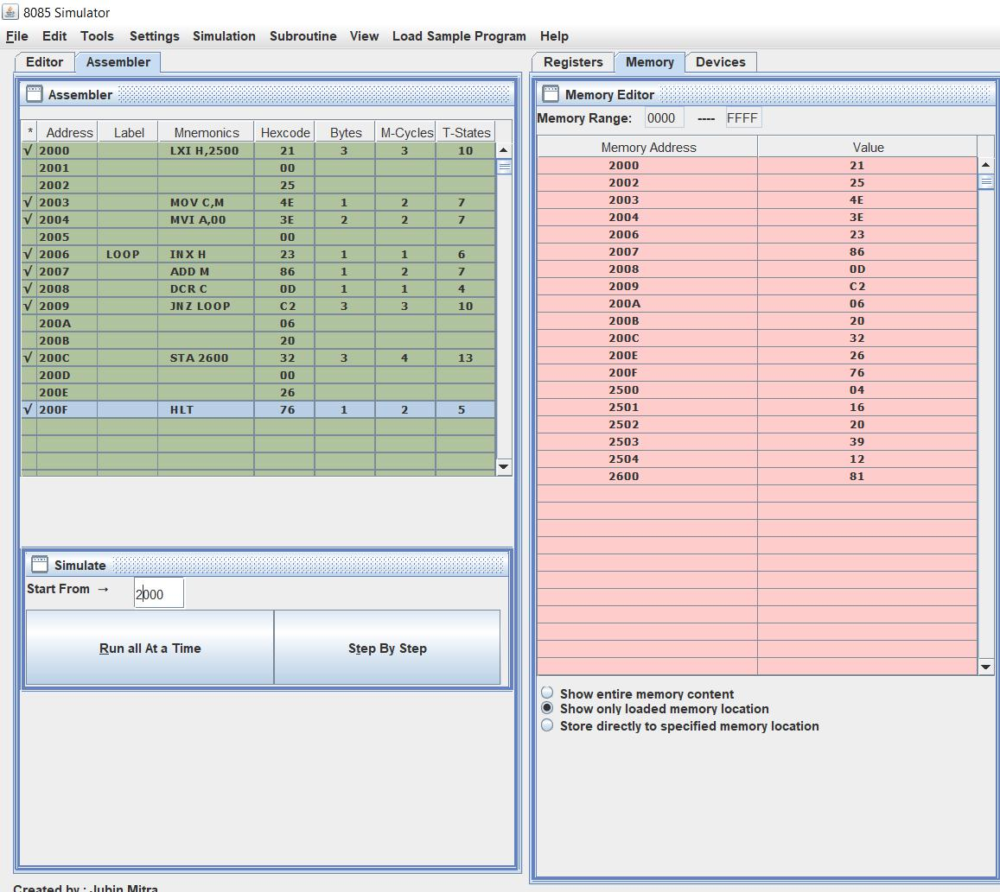 8085 Simulator
File Edit Tools Settings Simulation Subroutine View Load Sample Program Help
Editor Assembler
Assembler
* Address Label Mnemonics Hexcode Bytes M-Cycles T-States
√ 2000 LXI H,2500 21 3 3 10
2001 00
2002 25
√ 2003 MOV C,M 4E 1 2 7
√ 2004 MVI A,00 3E 2 2 7
2005 00
√ 2006 LOOP INX H 23 1 1 6
√ 2007 ADD M 86 1 2 7
√ 2008 DCR C 0D 1 1 4
√ 2009 JNZ LOOP C2 3 3 10
200A 06
200B 20
√ 200C STA 2600 32 3 4 13
200D 00
200E 26
√ 200F HLT 76 1 2 5
Simulate
Start From → 2000
Run all At a Time Step By Step
Created by : Jubin Mitra
Registers Memory Devices
Memory Editor
Memory Range: 0000 ---- FFFF
Memory Address Value
2000 21
2002 25
2003 4E
2004 3E
2006 23
2007 86
2008 0D
2009 C2
200A 06
200B 20
200C 32
200E 26
200F 76
2500 04
2501 16
2502 20
2503 39
2504 12
2600 81
Show entire memory content
Show only loaded memory location
Store directly to specified memory location